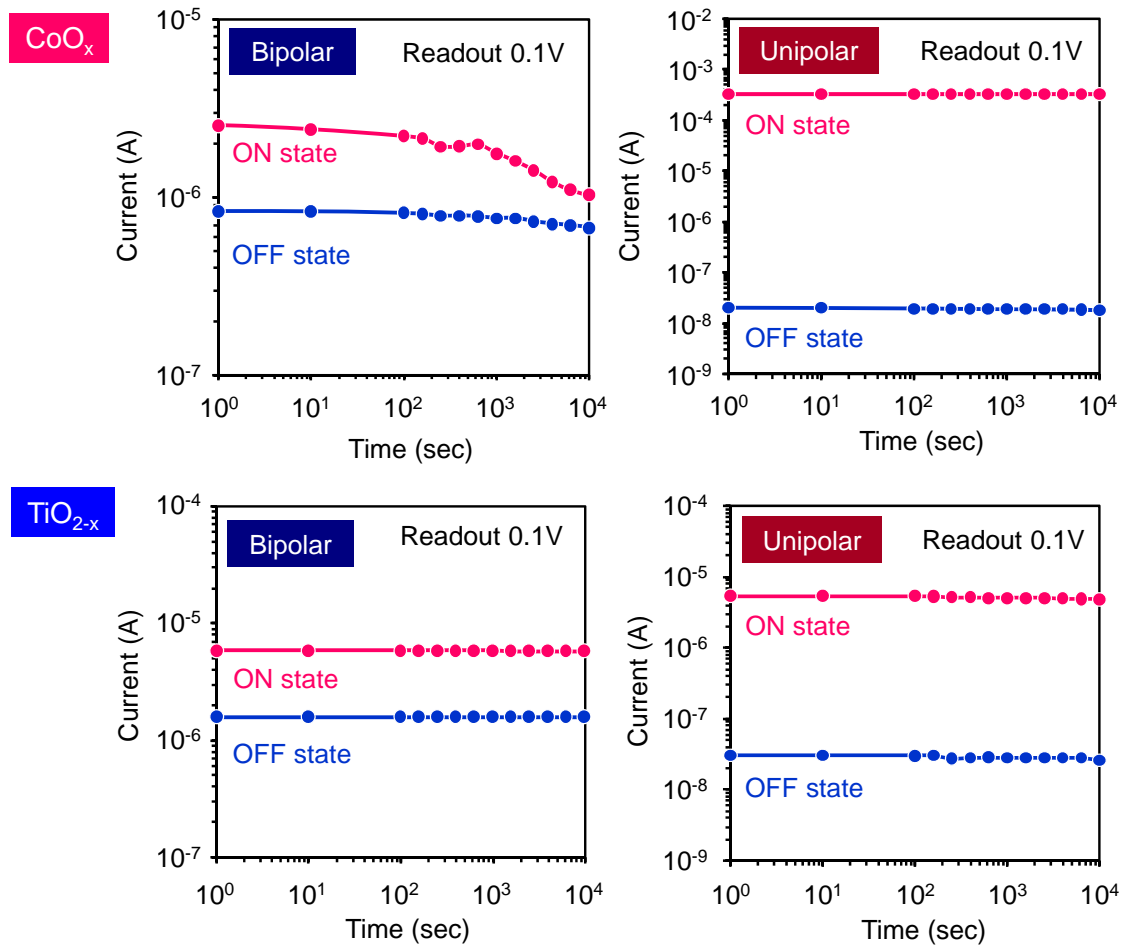 CoOₓ
10⁻⁵
Bipolar
Readout 0.1V
ON state
10⁻⁶
OFF state
10⁻⁷
Current (A)
10⁰ 10¹ 10² 10³ 10⁴
Time (sec)
10⁻²
Unipolar
Readout 0.1V
10⁻³
10⁻⁴
ON state
10⁻⁵
10⁻⁶
10⁻⁷
10⁻⁸
OFF state
10⁻⁹
Current (A)
10⁰ 10¹ 10² 10³ 10⁴
Time (sec)
TiO₂₋ₓ
10⁻⁴
Bipolar
Readout 0.1V
10⁻⁵
ON state
10⁻⁶
OFF state
10⁻⁷
Current (A)
10⁰ 10¹ 10² 10³ 10⁴
Time (sec)
10⁻⁴
Unipolar
Readout 0.1V
10⁻⁵
ON state
10⁻⁶
10⁻⁷
10⁻⁸
OFF state
10⁻⁹
Current (A)
10⁰ 10¹ 10² 10³ 10⁴
Time (sec)